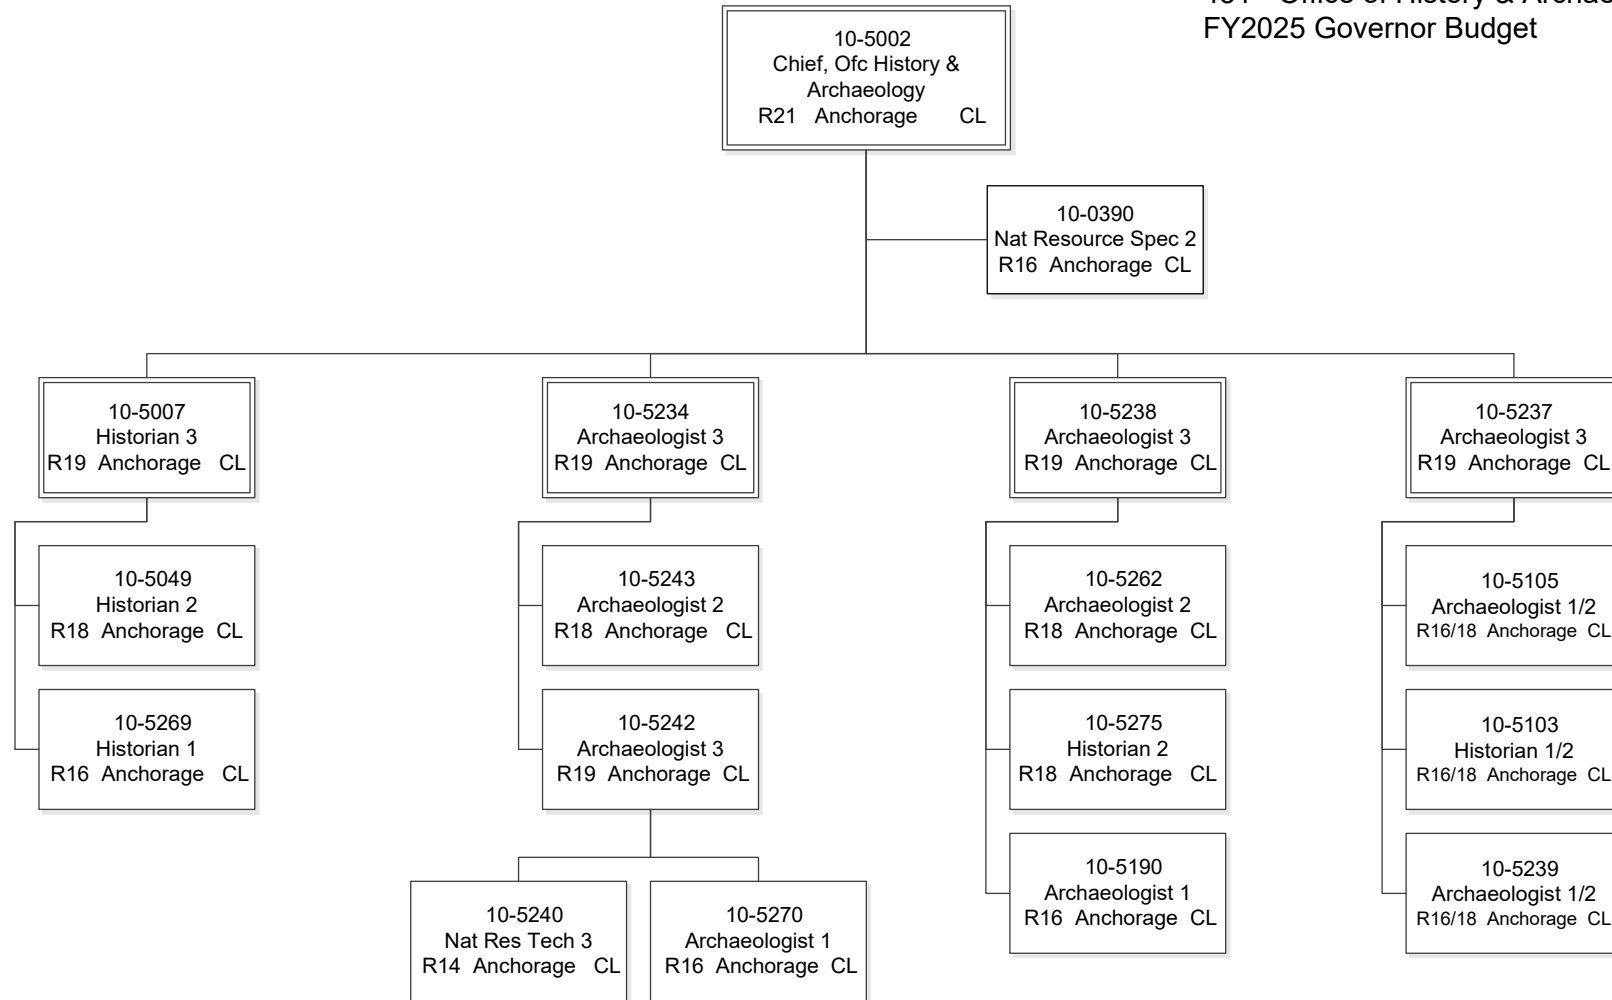 Office of History &
FY2025 Governor Budget
10-5002
Chief, Ofc History &
Archaeology
R21 Anchorage CL
10-0390
Nat Resource Spec 2
R16 Anchorage CL
10-5007
Historian 3
R19 Anchorage CL
10-5234
Archaeologist 3
R19 Anchorage CL
10-5238
Archaeologist 3
R19 Anchorage CL
10-5237
Archaeologist 3
R19 Anchorage CL
10-5049
Historian 2
R18 Anchorage CL
10-5243
Archaeologist 2
R18 Anchorage CL
10-5262
Archaeologist 2
R18 Anchorage CL
10-5105
Archaeologist 1/2
R16/18 Anchorage CL
10-5269
Historian 1
R16 Anchorage CL
10-5242
Archaeologist 3
R19 Anchorage CL
10-5275
Historian 2
R18 Anchorage CL
10-5103
Historian 1/2
R16/18 Anchorage CL
10-5190
Archaeologist 1
R16 Anchorage CL
10-5239
Archaeologist 1/2
R16/18 Anchorage CL
10-5240
Nat Res Tech 3
R14 Anchorage CL
10-5270
Archaeologist 1
R16 Anchorage CL